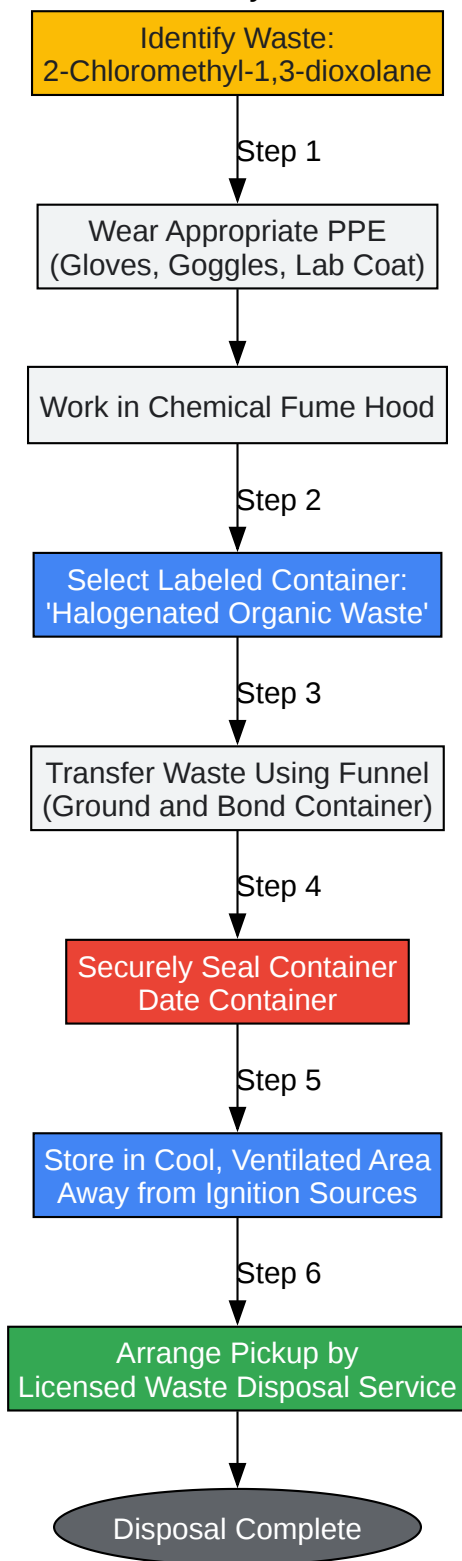 Identify Waste:
2-Chloromethyl-1,3-dioxolane
Step 1
Wear Appropriate PPE
(Gloves, Goggles, Lab Coat)
Work in Chemical Fume Hood
Step 2
Select Labeled Container:
'Halogenated Organic Waste'
Step 3
Transfer Waste Using Funnel
(Ground and Bond Container)
Step 4
Securely Seal Container
Date Container
Step 5
Store in Cool, Ventilated Area
Away from Ignition Sources
Step 6
Arrange Pickup by
Licensed Waste Disposal Service
Disposal Complete